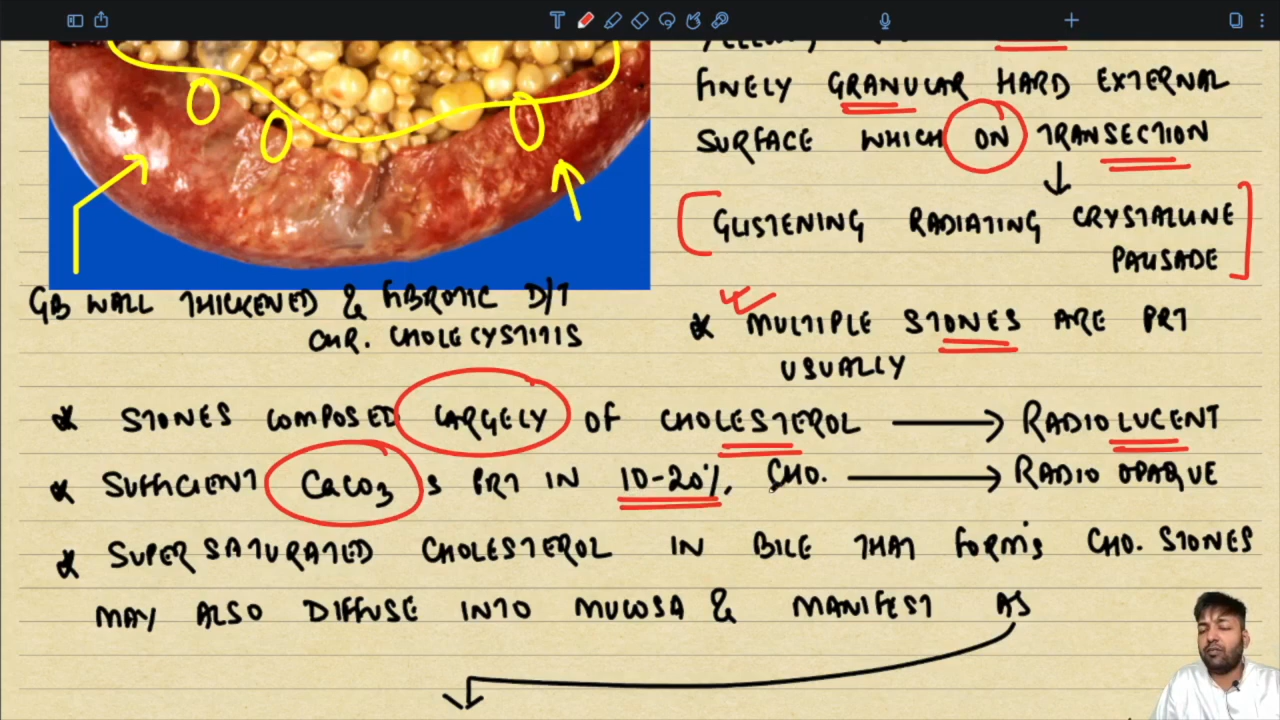 FINELY GRANULAR HARD EXTERNAL
SURFACE WHICH ON TRANSECTION
↓
[GLISTENING RADIATING CRYSTALLINE
PALISADE]
GB WALL THICKENED & FIBROTIC D/T
CHR. CHOLECYSTITIS
* MULTIPLE STONES ARE PRT
USUALLY
* STONES COMPOSED LARGELY OF CHOLESTEROL → RADIOLUCENT
* SUFFICIENT CaCO3 IS PRT IN 10-20% CHO. → RADIO OPAQUE
* SUPERSATURATED CHOLESTEROL IN BILE THAT FORM'S CHO. STONES
MAY ALSO DIFFUSE INTO MUCOSA & MANIFEST AS